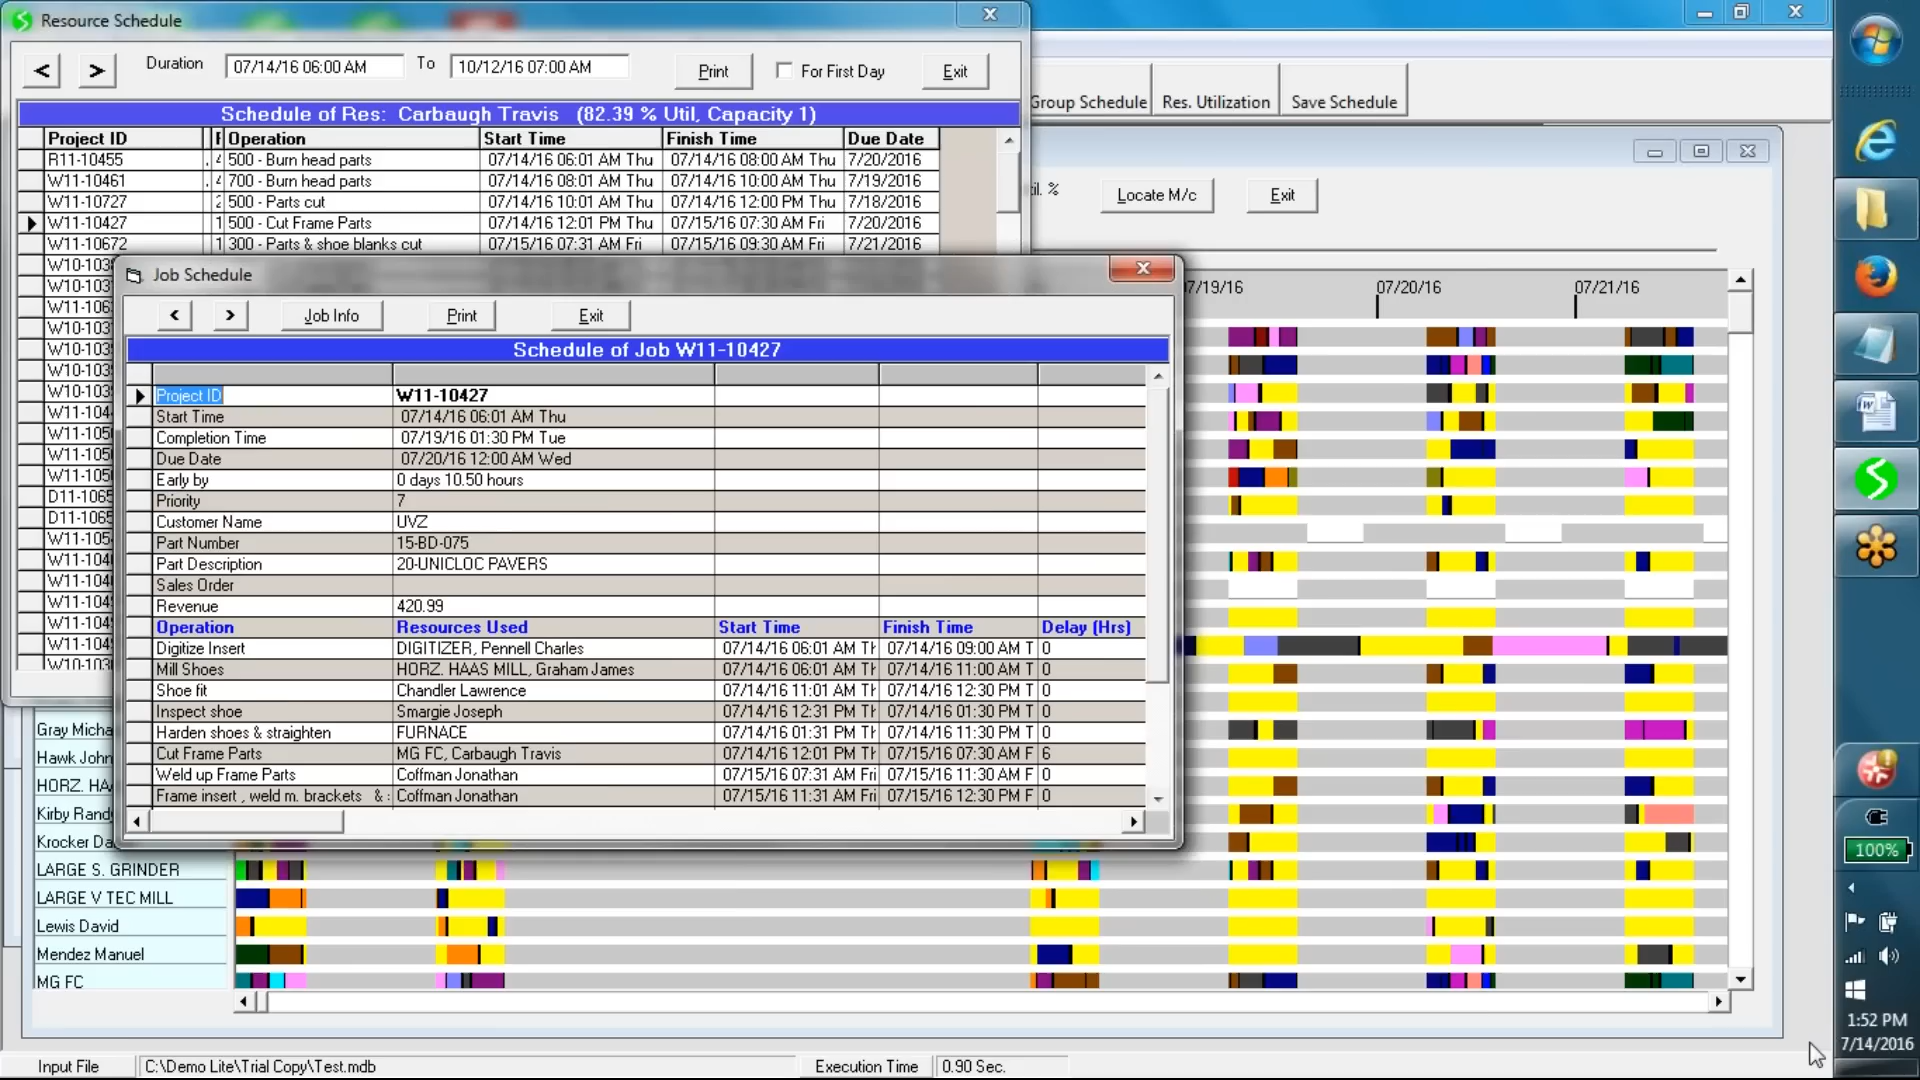 Resource Schedule
< > Duration 07/14/16 06:00 AM To 10/12/16 07:00 AM Print For First Day Exit
Schedule of Res: Carbaugh Travis (82.39 % Util, Capacity 1)
Project ID Operation Start Time Finish Time Due Date
R11-10455 500 - Burn head parts 07/14/16 06:01 AM Thu 07/14/16 08:00 AM Thu 7/20/2016
W11-10461 700 - Burn head parts 07/14/16 08:01 AM Thu 07/14/16 10:00 AM Thu 7/19/2016
W11-10727 500 - Parts cut 07/14/16 10:01 AM Thu 07/14/16 12:00 PM Thu 7/18/2016
W11-10427 500 - Cut Frame Parts 07/14/16 12:01 PM Thu 07/15/16 07:30 AM Fri 7/20/2016
W11-10672 300 - Parts & shoe blanks cut 07/15/16 07:31 AM Fri 07/15/16 09:30 AM Fri 7/21/2016
Group Schedule Res. Utilization Save Schedule
% Locate M/c Exit
Job Schedule
< > Job Info Print Exit
Schedule of Job W11-10427
Project ID W11-10427
Start Time 07/14/16 06:01 AM Thu
Completion Time 07/19/16 01:30 PM Tue
Due Date 07/20/16 12:00 AM Wed
Early by 0 days 10.50 hours
Priority 7
Customer Name UVZ
Part Number 15-BD-075
Part Description 20-UNICLOC PAVERS
Sales Order
Revenue 420.99
Operation Resources Used Start Time Finish Time Delay (Hrs)
Digitize Insert DIGITIZER, Pennell Charles 07/14/16 06:01 AM 07/14/16 09:00 AM T 0
Mill Shoes HORZ. HAAS MILL, Graham James 07/14/16 06:01 AM 07/14/16 11:00 AM T 0
Shoe fit Chandler Lawrence 07/14/16 11:01 AM 07/14/16 12:30 PM T 0
Inspect shoe Smargie Joseph 07/14/16 12:31 PM 07/14/16 01:30 PM T 0
Harden shoes & straighten FURNACE 07/14/16 01:31 PM 07/14/16 11:30 PM T 0
Cut Frame Parts MG FC, Carbaugh Travis 07/14/16 12:01 PM 07/15/16 07:30 AM F 6
Weld up Frame Parts Coffman Jonathan 07/15/16 07:31 AM Fri 07/15/16 11:30 AM F 0
Frame insert , weld m. brackets & Coffman Jonathan 07/15/16 11:31 AM Fri 07/15/16 12:30 PM F 0
7/19/16 07/20/16 07/21/16
Gray Micha
Hawk John
HORZ. HA
Kirby Rand
Krocker Da
LARGE S. GRINDER
LARGE V TEC MILL
Lewis David
Mendez Manuel
MG FC
Input File C:\Demo Lite\Trial Copy\Test.mdb Execution Time 0.90 Sec.
100%
1:52 PM
7/14/2016